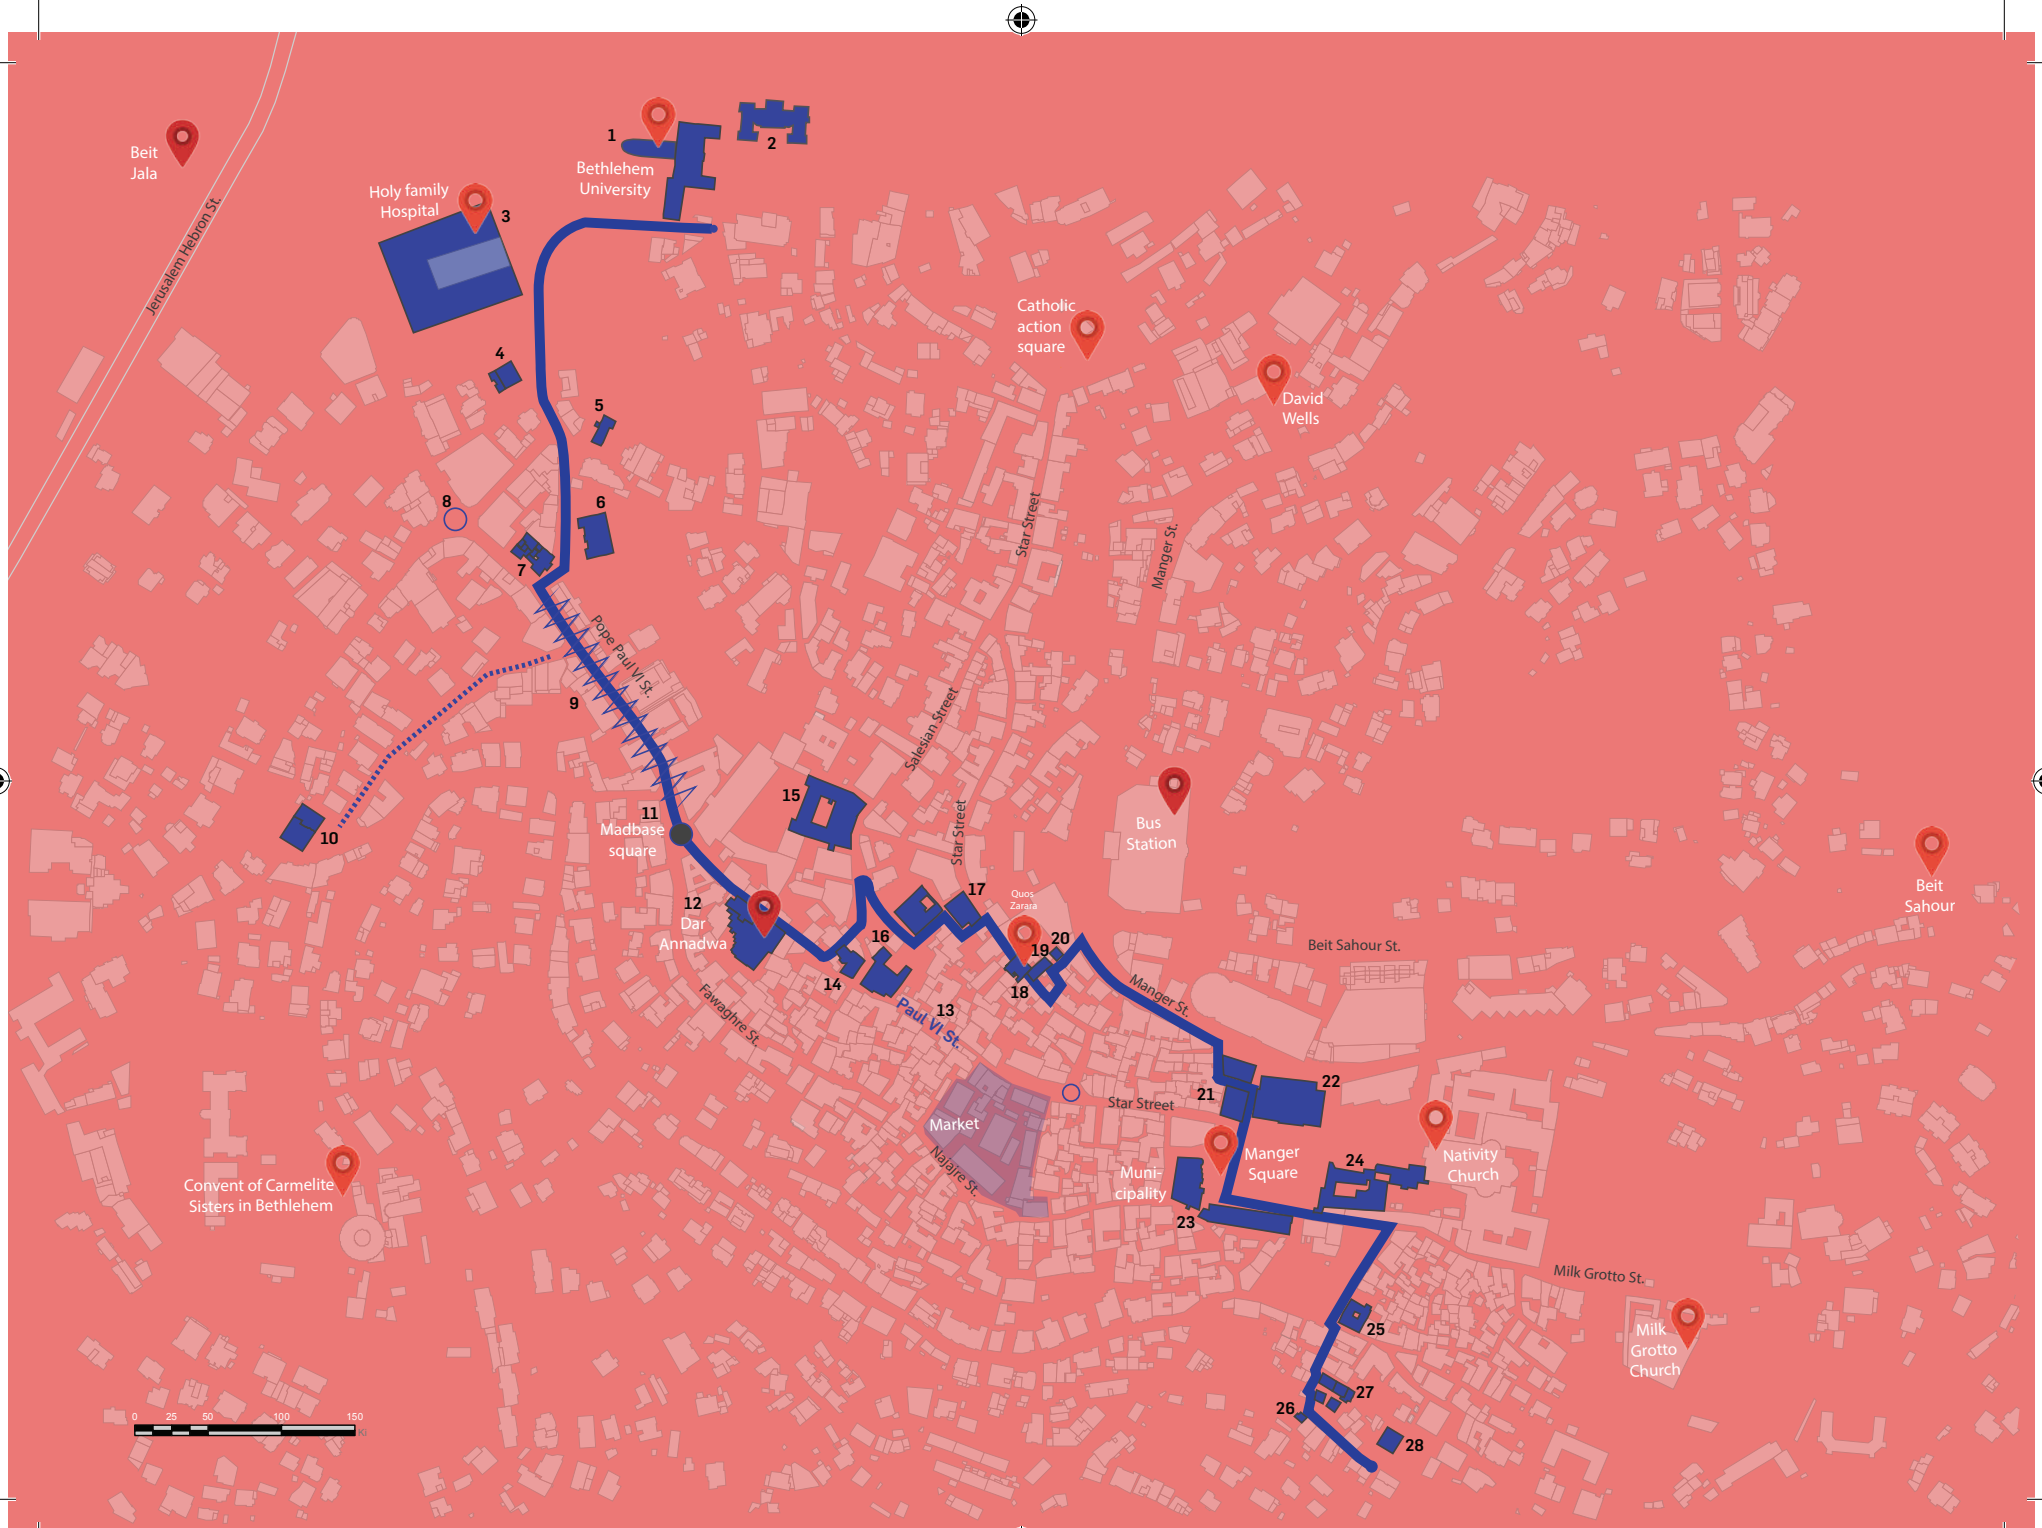 1
2
Bethlehem
University
Beit
Jala
Holy family
Hospital
3
Jerusalem Hebron St.
Catholic
action
square
4
David
Wells
5
8
6
7
Star Street
Manger St.
Pope Paul VI St.
9
Salesian Street
10
11
Madbase
square
15
Star Street
Bus
Station
Beit
Sahour
12
Dar
Annadwa
17
Quos
Zarara
16
14
19
20
18
Beit Sahour St.
Manger St.
Fawaghre St.
13
Paul VI St.
21
22
Star Street
Market
Najajre St.
Manger
Square
Muni-
cipality
23
24
Nativity
Church
Convent of Carmelite
Sisters in Bethlehem
Milk Grotto St.
25
Milk
Grotto
Church
26
27
28
0 25 50 100 150